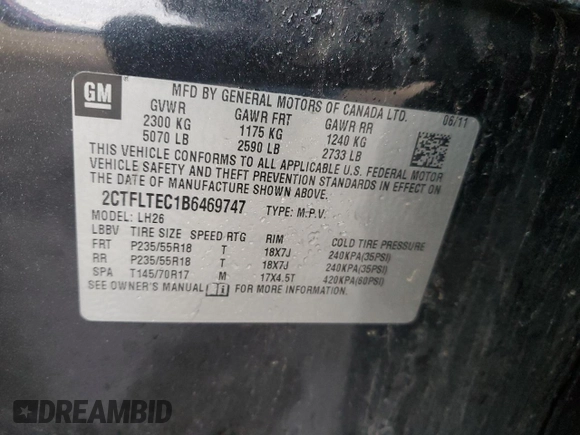 GM
MFD BY GENERAL MOTORS OF CANADA LTD.
06/11
GVWR GAWR FRT GAWR RR
2300 KG 1175 KG 1240 KG
5070 LB 2590 LB 2733 LB
THIS VEHICLE CONFORMS TO ALL APPLICABLE U.S. FEDERAL MOTOR
VEHICLE SAFETY AND THEFT PREVENTION STANDARDS IN EFFECT ON
THE DATE OF MANUFACTURE SHOWN ABOVE.
2CTFLTEC1B6469747 TYPE: M.P.V.
MODEL: LH26
LBBV TIRE SIZE SPEED RTG RIM COLD TIRE PRESSURE
FRT P235/55R18 T 18X7J 240KPA(35PSI)
RR P235/55R18 T 18X7J 240KPA(35PSI)
SPA T145/70R17 M 17X4.5T 420KPA(60PSI)
SEE OWNER'S MANUAL FOR MORE INFORMATION
DREAMBID